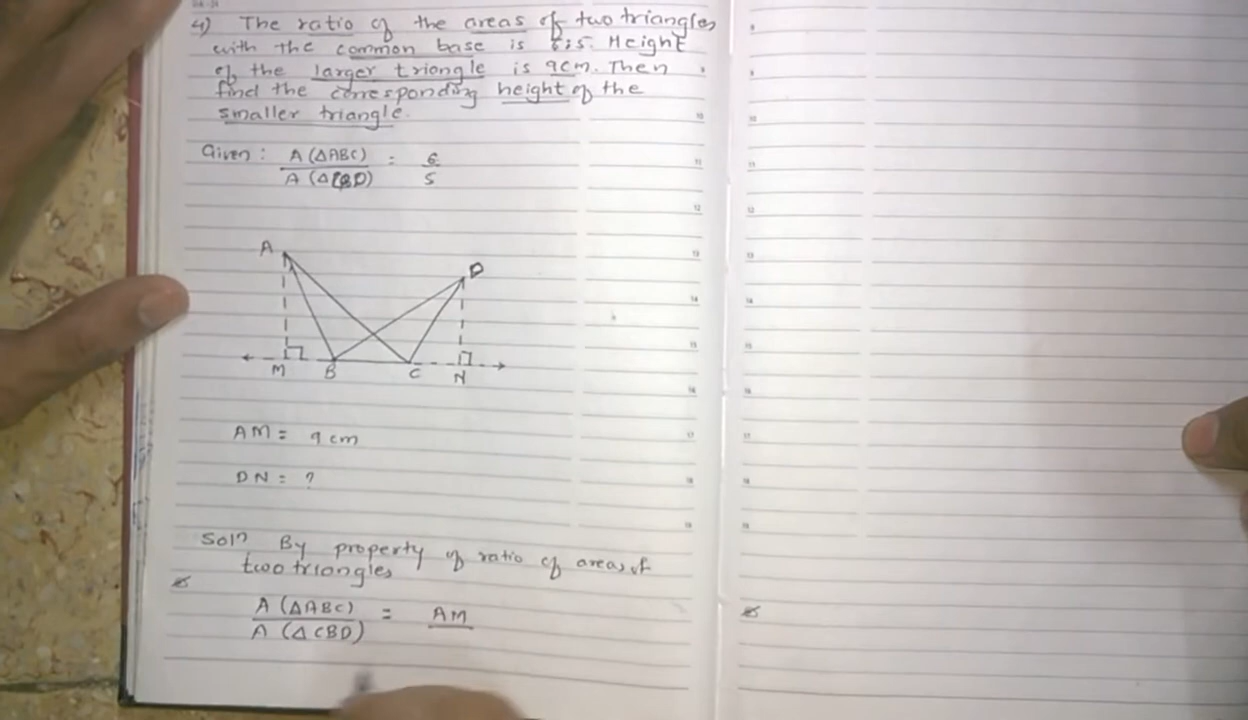 4) The ratio of the areas of two triangles
with the common base is 6:5. Height
of the larger triangle is 9cm. Then
find the corresponding height of the
smaller triangle.
Given : A (△ABC) = 6
A (△CBD) 5
A
D
M B C N
AM = 9 cm
DN = ?
Solⁿ By property of ratio of areas of
two triangles
A (△ABC) = AM
A (△CBD)